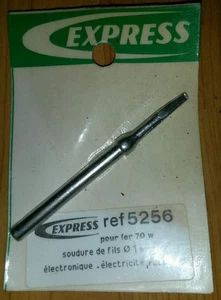 EXPRESS
EXPRESS ref 5256
pour fer 70 w
soudure de fils Ø 1
électronique . électricité,